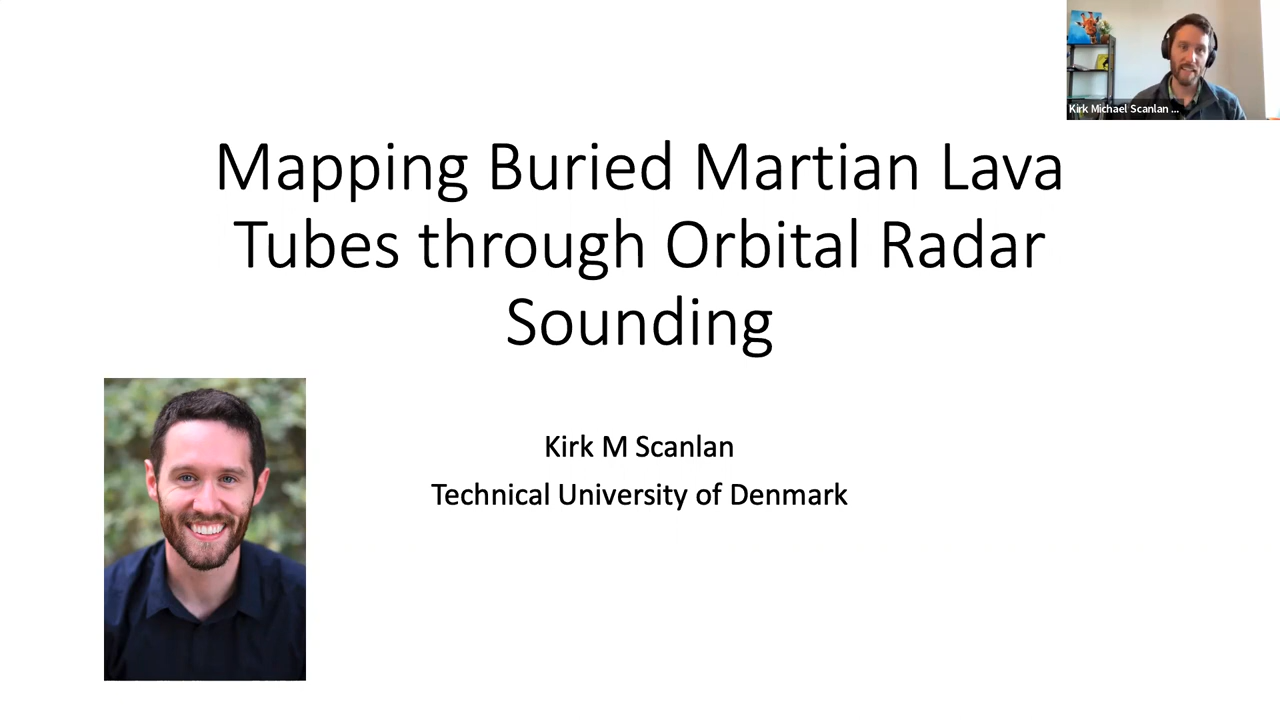 Kirk Michael Scanlan ...
Mapping Buried Martian Lava
Tubes through Orbital Radar
Sounding
Kirk M Scanlan
Technical University of Denmark